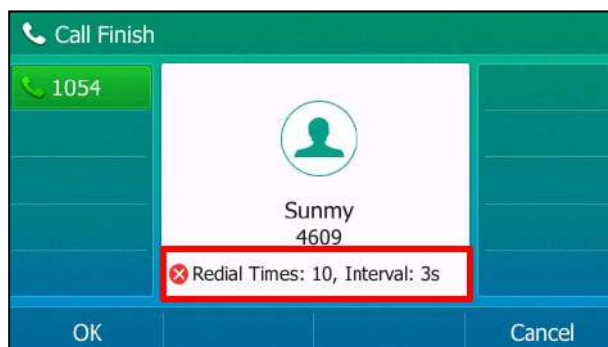 Call Finish
1054
Sunmy
4609
Redial Times: 10, Interval: 3s
OK
Cancel